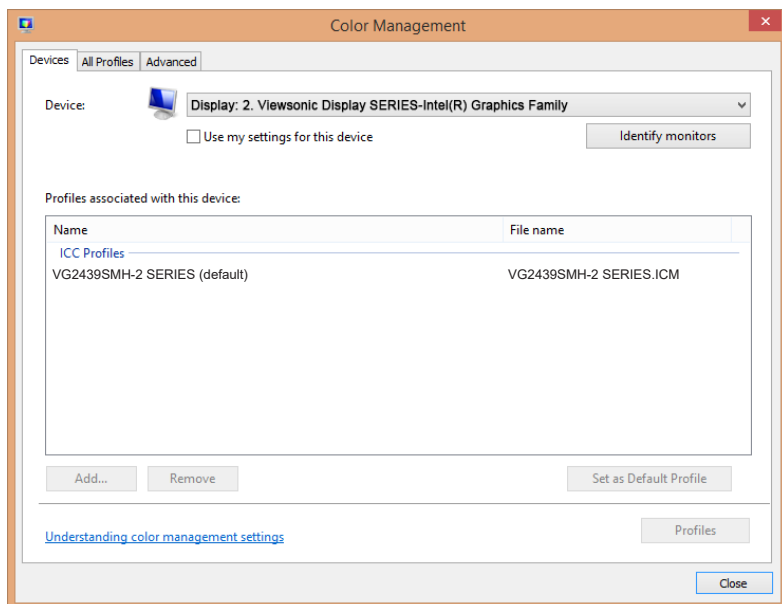 Color Management
Devices All Profiles Advanced
Device: Display: 2. Viewsonic Display SERIES-Intel(R) Graphics Family
Use my settings for this device Identify monitors
Profiles associated with this device:
Name File name
ICC Profiles
VG2439SMH-2 SERIES (default) VG2439SMH-2 SERIES.ICM
Add... Remove Set as Default Profile
Understanding color management settings Profiles
Close